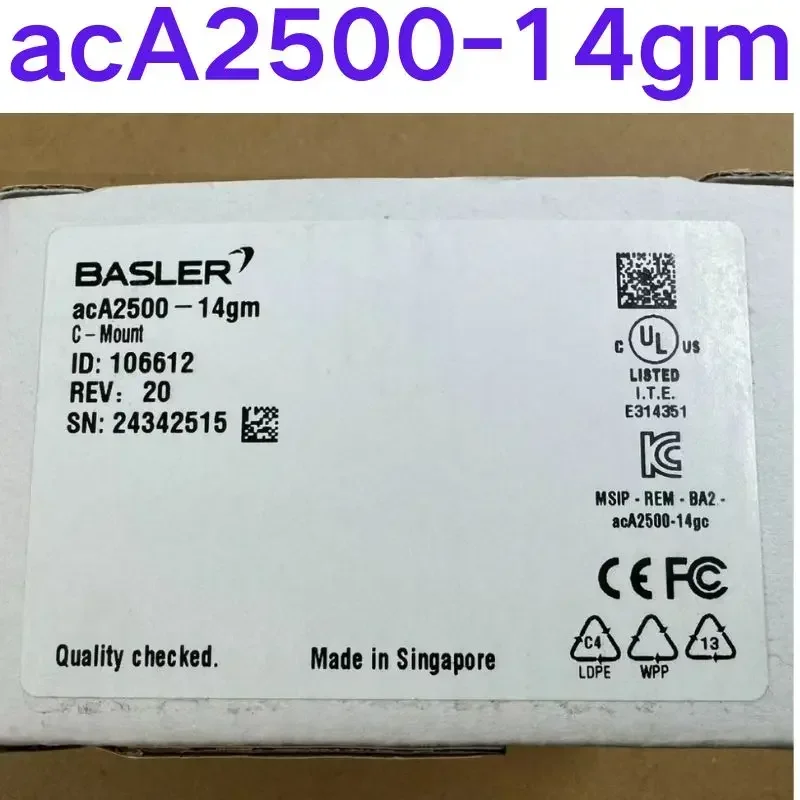 acA2500-14gm
BASLER
acA2500-14gm
C-Mount
ID: 106612
REV: 20
SN: 24342515
C UL US
LISTED
I.T.E.
E314351
KC
MSIP - REM - BA2 -
acA2500-14gc
CE FC
C4
13
LDPE
WPP
Quality checked.
Made in Singapore